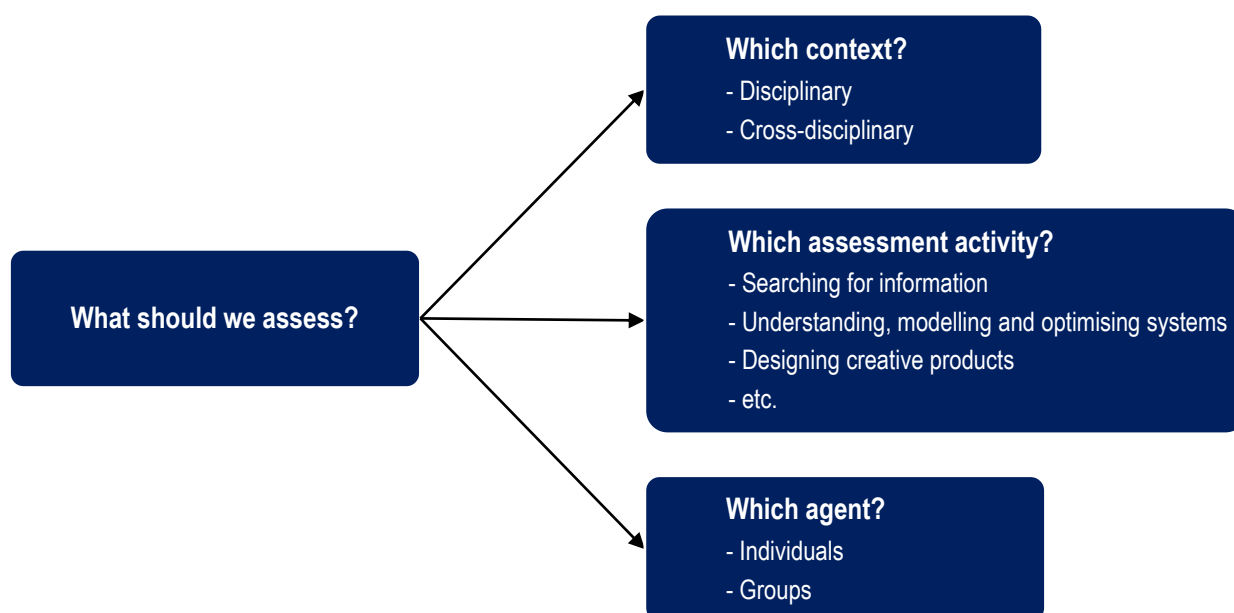 What should we assess?
Which context?
- Disciplinary
- Cross-disciplinary
Which assessment activity?
- Searching for information
- Understanding, modelling and optimising systems
- Designing creative products
- etc.
Which agent?
- Individuals
- Groups